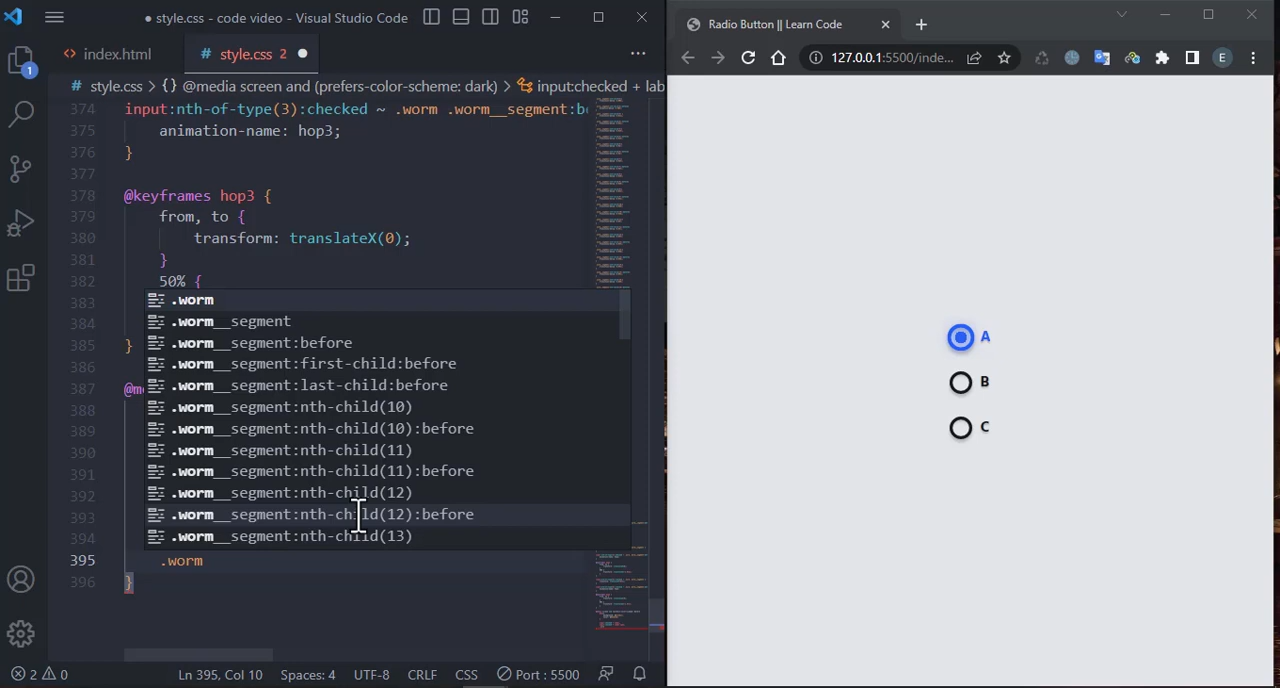 ● style.css - code video - Visual Studio Code
index.html
# style.css 2 ●
# style.css > {} @media screen and (prefers-color-scheme: dark) > input:checked + lab
374 input:nth-of-type(3):checked ~ .worm .worm__segment:be
375 animation-name: hop3;
376 }
377
378 @keyframes hop3 {
379 from, to {
380 transform: translateX(0);
381 }
382 50% {
383
384
385 }
386
387 @me
388
389
390
391
392
393
394
395 .worm
396 }
.worm
.worm__segment
.worm__segment:before
.worm__segment:first-child:before
.worm__segment:last-child:before
.worm__segment:nth-child(10)
.worm__segment:nth-child(10):before
.worm__segment:nth-child(11)
.worm__segment:nth-child(11):before
.worm__segment:nth-child(12)
.worm__segment:nth-child(12):before
.worm__segment:nth-child(13)
1
2 0 Ln 395, Col 10 Spaces: 4 UTF-8 CRLF CSS Port : 5500
Radio Button || Learn Code
127.0.0.1:5500/inde...
E
A
B
C